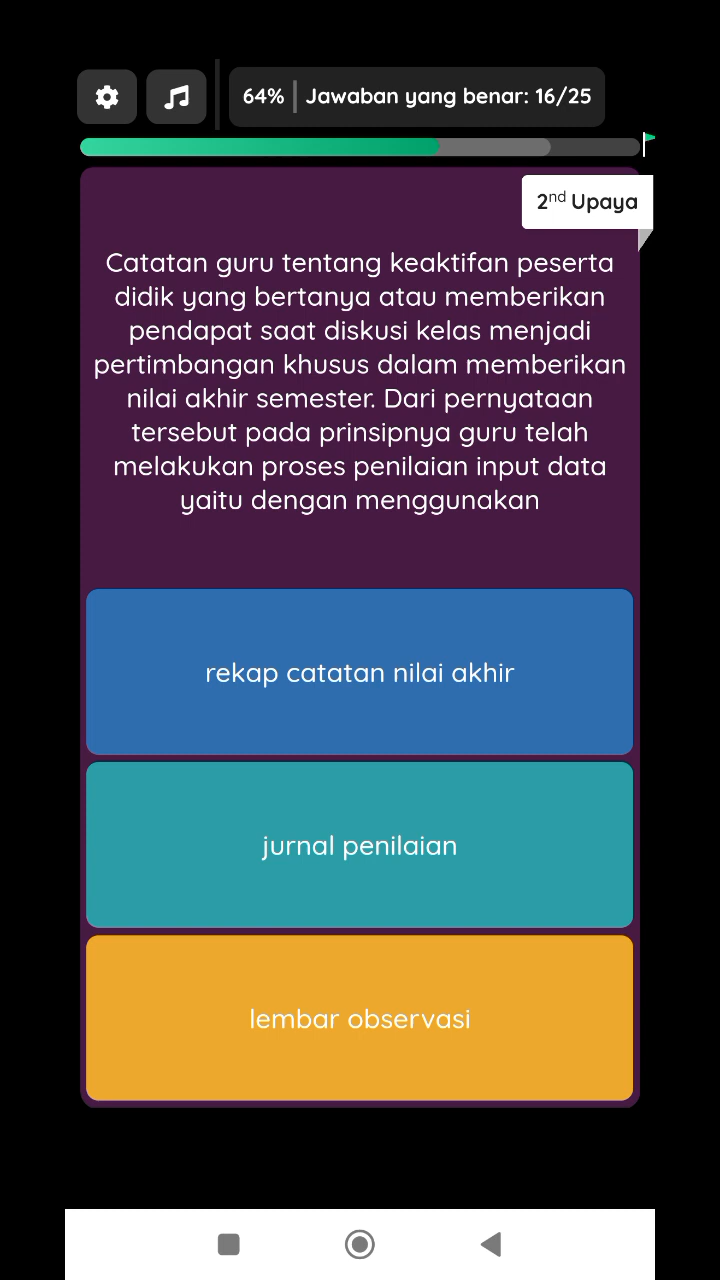 64% Jawaban yang benar: 16/25
2nd Upaya
Catatan guru tentang keaktifan peserta
didik yang bertanya atau memberikan
pendapat saat diskusi kelas menjadi
pertimbangan khusus dalam memberikan
nilai akhir semester. Dari pernyataan
tersebut pada prinsipnya guru telah
melakukan proses penilaian input data
yaitu dengan menggunakan
rekap catatan nilai akhir
jurnal penilaian
lembar observasi